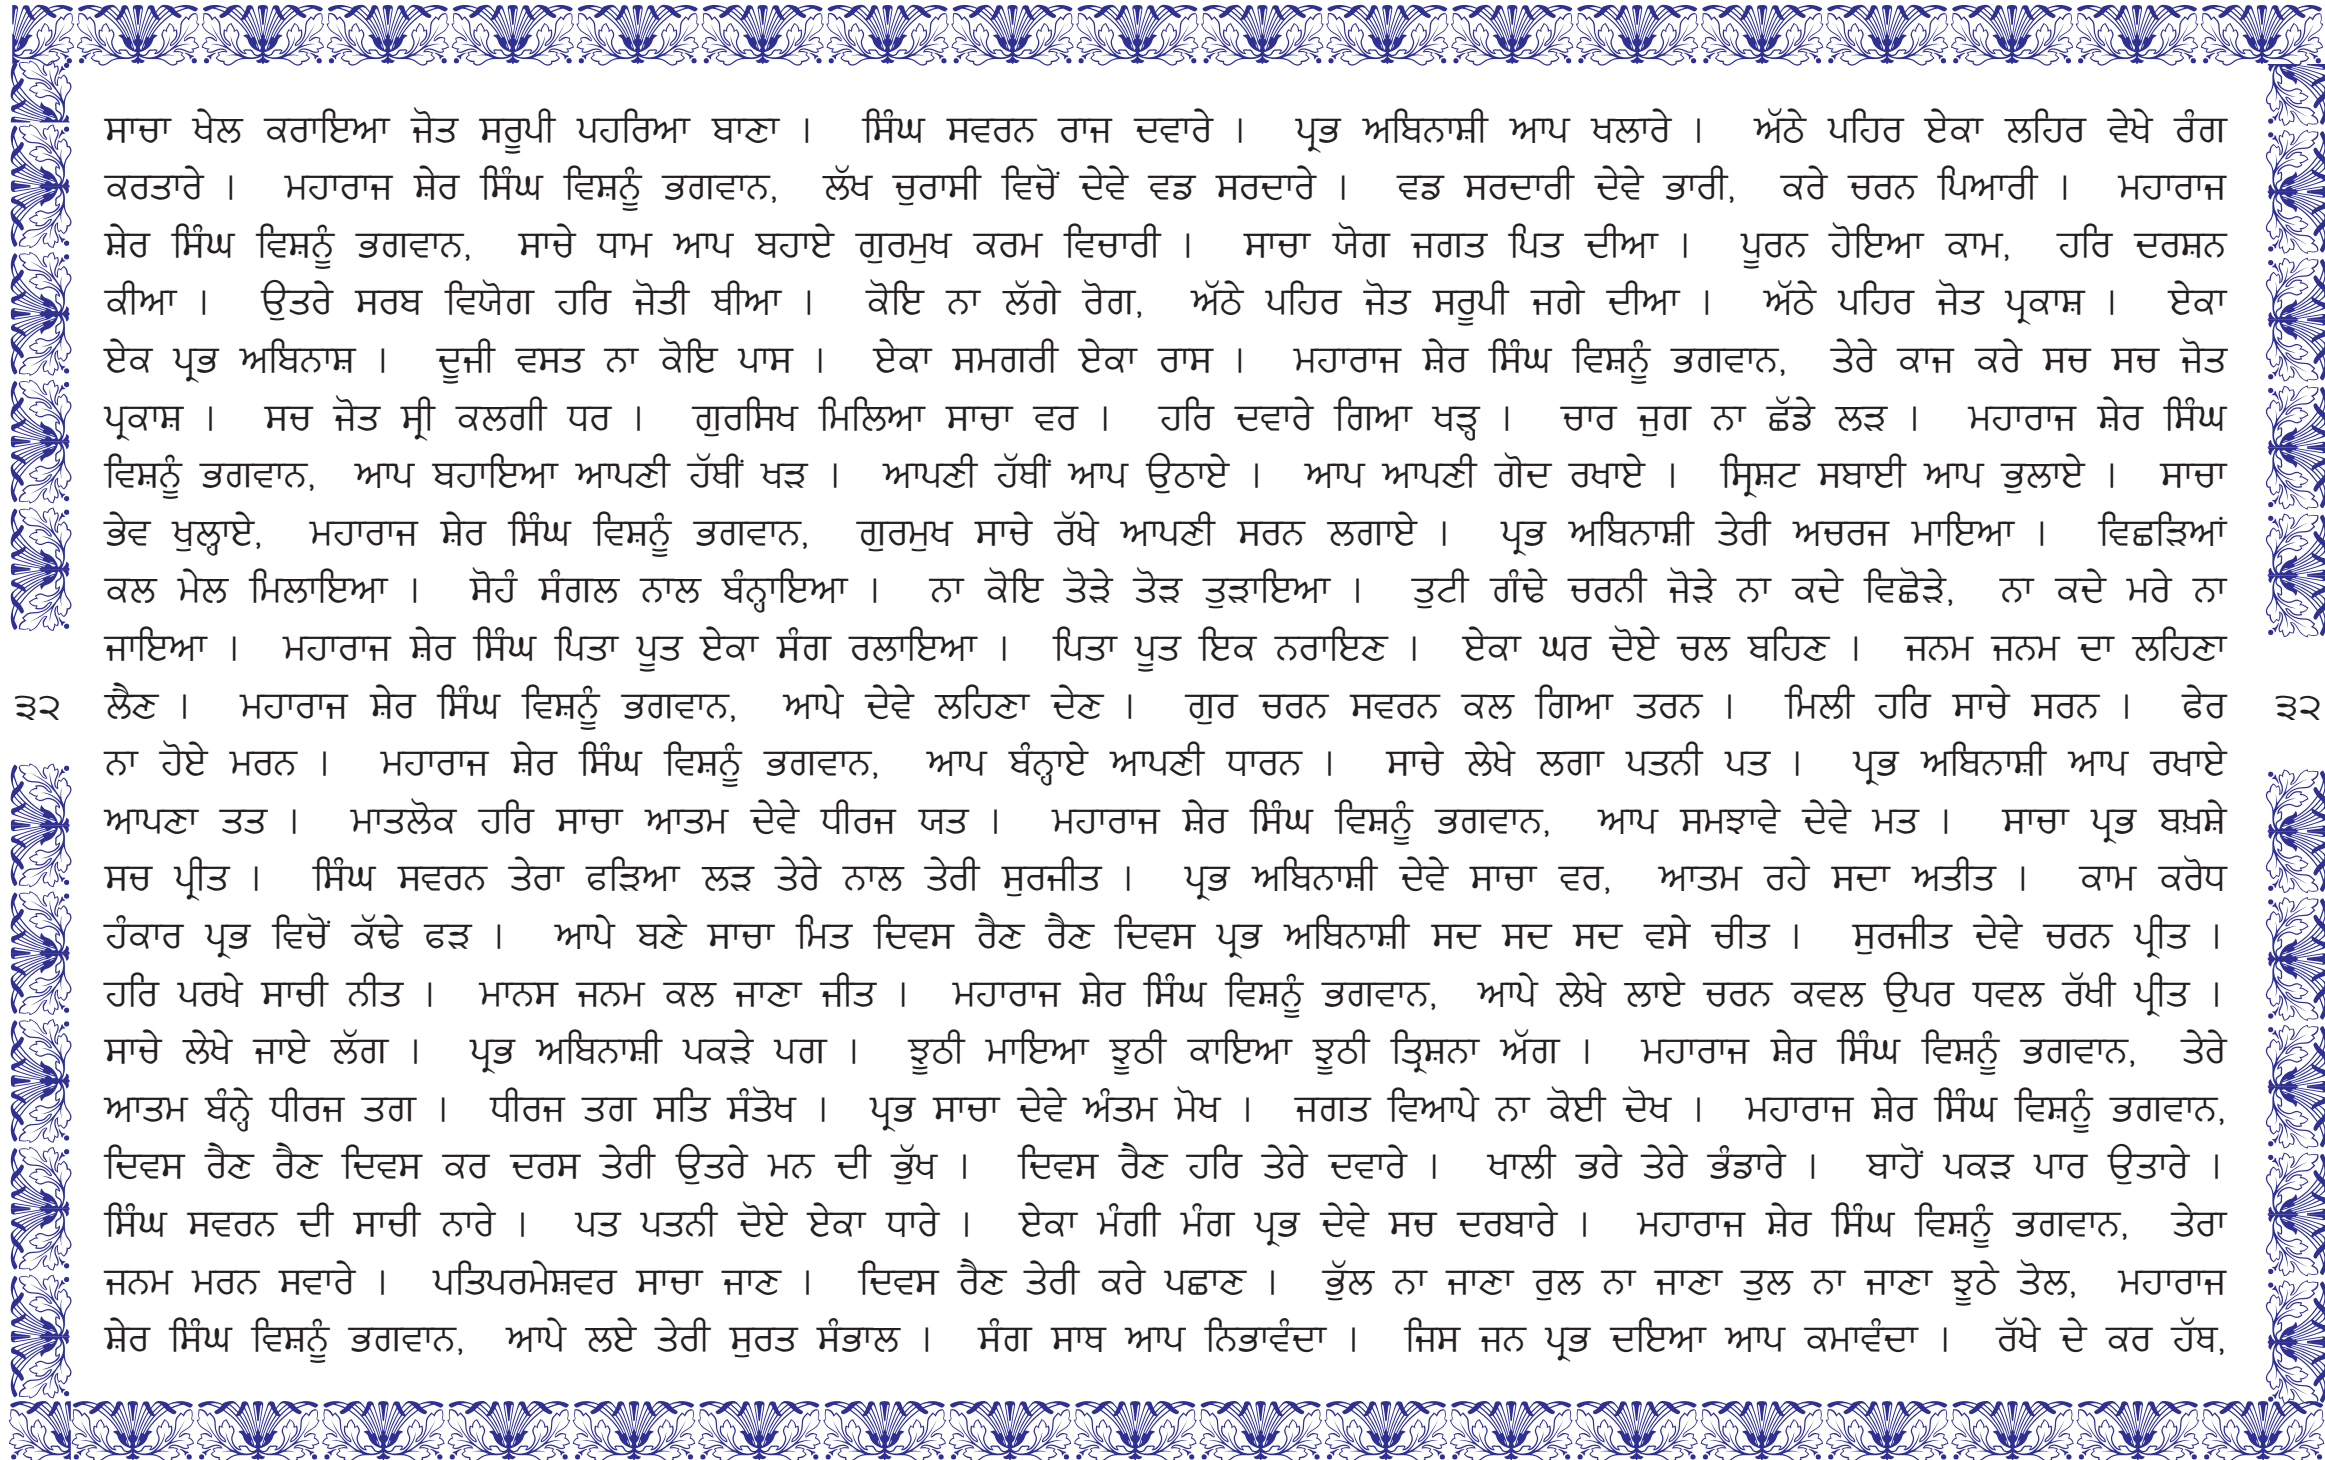 ਸਾਚਾ ਖੇਲ ਕਰਾਇਆ ਜੋਤ ਸਰੂਪੀ ਪਹਰਿਆ ਬਾਣਾ । ਸਿੰਘ ਸਵਰਨ ਰਾਜ ਦਵਾਰੇ । ਪ੍ਰਭ ਅਬਿਨਾਸ਼ੀ ਆਪ ਖਲਾਰੇ । ਅੱਠੇ ਪਹਿਰ ਏਕਾ ਲਹਿਰ ਵੇਖੇ ਰੰਗ
ਕਰਤਾਰੇ । ਮਹਾਰਾਜ ਸ਼ੇਰ ਸਿੰਘ ਵਿਸ਼ਨੂੰ ਭਗਵਾਨ, ਲੱਖ ਚੁਰਾਸੀ ਵਿਚੋਂ ਦੇਵੇ ਵਡ ਸਰਦਾਰੇ । ਵਡ ਸਰਦਾਰੀ ਦੇਵੇ ਭਾਰੀ, ਕਰੇ ਚਰਨ ਪਿਆਰੀ । ਮਹਾਰਾਜ
ਸ਼ੇਰ ਸਿੰਘ ਵਿਸ਼ਨੂੰ ਭਗਵਾਨ, ਸਾਚੇ ਧਾਮ ਆਪ ਬਹਾਏ ਗੁਰਮੁਖ ਕਰਮ ਵਿਚਾਰੀ । ਸਾਚਾ ਯੋਗ ਜਗਤ ਪਿਤ ਦੀਆ । ਪੂਰਨ ਹੋਇਆ ਕਾਮ, ਹਰਿ ਦਰਸ਼ਨ
ਕੀਆ । ਉਤਰੇ ਸਰਬ ਵਿਯੋਗ ਹਰਿ ਜੋਤੀ ਥੀਆ । ਕੋਇ ਨਾ ਲੱਗੇ ਰੋਗ, ਅੱਠੇ ਪਹਿਰ ਜੋਤ ਸਰੂਪੀ ਜਗੇ ਦੀਆ । ਅੱਠੇ ਪਹਿਰ ਜੋਤ ਪ੍ਰਕਾਸ਼ । ਏਕਾ
ਏਕ ਪ੍ਰਭ ਅਬਿਨਾਸ਼ । ਦੂਜੀ ਵਸਤ ਨਾ ਕੋਇ ਪਾਸ । ਏਕਾ ਸਮਗਰੀ ਏਕਾ ਰਾਸ । ਮਹਾਰਾਜ ਸ਼ੇਰ ਸਿੰਘ ਵਿਸ਼ਨੂੰ ਭਗਵਾਨ, ਤੇਰੇ ਕਾਜ ਕਰੇ ਸਚ ਸਚ ਜੋਤ
ਪ੍ਰਕਾਸ਼ । ਸਚ ਜੋਤ ਸ੍ਰੀ ਕਲਗੀ ਧਰ । ਗੁਰਸਿਖ ਮਿਲਿਆ ਸਾਚਾ ਵਰ । ਹਰਿ ਦਵਾਰੇ ਗਿਆ ਖੜ੍ਹ । ਚਾਰ ਜੁਗ ਨਾ ਛੱਡੇ ਲੜ । ਮਹਾਰਾਜ ਸ਼ੇਰ ਸਿੰਘ
ਵਿਸ਼ਨੂੰ ਭਗਵਾਨ, ਆਪ ਬਹਾਇਆ ਆਪਣੀ ਹੱਥੀਂ ਖੜ । ਆਪਣੀ ਹੱਥੀਂ ਆਪ ਉਠਾਏ । ਆਪ ਆਪਣੀ ਗੋਦ ਰਖਾਏ । ਸ੍ਰਿਸ਼ਟ ਸਬਾਈ ਆਪ ਭੁਲਾਏ । ਸਾਚਾ
ਭੇਵ ਖੁਲ੍ਹਾਏ, ਮਹਾਰਾਜ ਸ਼ੇਰ ਸਿੰਘ ਵਿਸ਼ਨੂੰ ਭਗਵਾਨ, ਗੁਰਮੁਖ ਸਾਚੇ ਰੱਖੇ ਆਪਣੀ ਸਰਨ ਲਗਾਏ । ਪ੍ਰਭ ਅਬਿਨਾਸ਼ੀ ਤੇਰੀ ਅਚਰਜ ਮਾਇਆ । ਵਿਛੜਿਆਂ
ਕਲ ਮੇਲ ਮਿਲਾਇਆ । ਸੋਹੰ ਸੰਗਲ ਨਾਲ ਬੰਨ੍ਹਾਇਆ । ਨਾ ਕੋਇ ਤੋੜੇ ਤੋੜ ਤੁੜਾਇਆ । ਤੁਟੀ ਗੰਢੇ ਚਰਨੀ ਜੋੜੇ ਨਾ ਕਦੇ ਵਿਛੋੜੇ, ਨਾ ਕਦੇ ਮਰੇ ਨਾ
ਜਾਇਆ । ਮਹਾਰਾਜ ਸ਼ੇਰ ਸਿੰਘ ਪਿਤਾ ਪੂਤ ਏਕਾ ਸੰਗ ਰਲਾਇਆ । ਪਿਤਾ ਪੂਤ ਇਕ ਨਰਾਇਣ । ਏਕਾ ਘਰ ਦੋਏ ਚਲ ਬਹਿਣ । ਜਨਮ ਜਨਮ ਦਾ ਲਹਿਣਾ
੩੨ ਲੈਣ । ਮਹਾਰਾਜ ਸ਼ੇਰ ਸਿੰਘ ਵਿਸ਼ਨੂੰ ਭਗਵਾਨ, ਆਪੇ ਦੇਵੇ ਲਹਿਣਾ ਦੇਣ । ਗੁਰ ਚਰਨ ਸਵਰਨ ਕਲ ਗਿਆ ਤਰਨ । ਮਿਲੀ ਹਰਿ ਸਾਚੇ ਸਰਨ । ਫੇਰ ੩੨
ਨਾ ਹੋਏ ਮਰਨ । ਮਹਾਰਾਜ ਸ਼ੇਰ ਸਿੰਘ ਵਿਸ਼ਨੂੰ ਭਗਵਾਨ, ਆਪ ਬੰਨ੍ਹਾਏ ਆਪਣੀ ਧਾਰਨ । ਸਾਚੇ ਲੇਖੇ ਲਗਾ ਪਤਨੀ ਪਤ । ਪ੍ਰਭ ਅਬਿਨਾਸ਼ੀ ਆਪ ਰਖਾਏ
ਆਪਣਾ ਤਤ । ਮਾਤਲੋਕ ਹਰਿ ਸਾਚਾ ਆਤਮ ਦੇਵੇ ਧੀਰਜ ਯਤ । ਮਹਾਰਾਜ ਸ਼ੇਰ ਸਿੰਘ ਵਿਸ਼ਨੂੰ ਭਗਵਾਨ, ਆਪ ਸਮਝਾਵੇ ਦੇਵੇ ਮਤ । ਸਾਚਾ ਪ੍ਰਭ ਬਖ਼ਸ਼ੇ
ਸਚ ਪ੍ਰੀਤ । ਸਿੰਘ ਸਵਰਨ ਤੇਰਾ ਫੜਿਆ ਲੜ ਤੇਰੇ ਨਾਲ ਤੇਰੀ ਸੁਰਜੀਤ । ਪ੍ਰਭ ਅਬਿਨਾਸ਼ੀ ਦੇਵੇ ਸਾਚਾ ਵਰ, ਆਤਮ ਰਹੇ ਸਦਾ ਅਤੀਤ । ਕਾਮ ਕਰੋਧ
ਹੰਕਾਰ ਪ੍ਰਭ ਵਿਚੋਂ ਕੱਢੇ ਫੜ । ਆਪੇ ਬਣੇ ਸਾਚਾ ਮਿਤ ਦਿਵਸ ਰੈਣ ਰੈਣ ਦਿਵਸ ਪ੍ਰਭ ਅਬਿਨਾਸ਼ੀ ਸਦ ਸਦ ਸਦ ਵਸੇ ਚੀਤ । ਸੁਰਜੀਤ ਦੇਵੇ ਚਰਨ ਪ੍ਰੀਤ ।
ਹਰਿ ਪਰਖੇ ਸਾਚੀ ਨੀਤ । ਮਾਨਸ ਜਨਮ ਕਲ ਜਾਣਾ ਜੀਤ । ਮਹਾਰਾਜ ਸ਼ੇਰ ਸਿੰਘ ਵਿਸ਼ਨੂੰ ਭਗਵਾਨ, ਆਪੇ ਲੇਖੇ ਲਾਏ ਚਰਨ ਕਵਲ ਉਪਰ ਧਵਲ ਰੱਖੀ ਪ੍ਰੀਤ ।
ਸਾਚੇ ਲੇਖੇ ਜਾਏ ਲੱਗ । ਪ੍ਰਭ ਅਬਿਨਾਸ਼ੀ ਪਕੜੇ ਪਗ । ਝੂਠੀ ਮਾਇਆ ਝੂਠੀ ਕਾਇਆ ਝੂਠੀ ਤ੍ਰਿਸ਼ਨਾ ਅੱਗ । ਮਹਾਰਾਜ ਸ਼ੇਰ ਸਿੰਘ ਵਿਸ਼ਨੂੰ ਭਗਵਾਨ, ਤੇਰੇ
ਆਤਮ ਬੰਨ੍ਹੇ ਧੀਰਜ ਤਗ । ਧੀਰਜ ਤਗ ਸਤਿ ਸੰਤੋਖ । ਪ੍ਰਭ ਸਾਚਾ ਦੇਵੇ ਅੰਤਮ ਮੋਖ । ਜਗਤ ਵਿਆਪੇ ਨਾ ਕੋਈ ਦੋਖ । ਮਹਾਰਾਜ ਸ਼ੇਰ ਸਿੰਘ ਵਿਸ਼ਨੂੰ ਭਗਵਾਨ,
ਦਿਵਸ ਰੈਣ ਰੈਣ ਦਿਵਸ ਕਰ ਦਰਸ ਤੇਰੀ ਉਤਰੇ ਮਨ ਦੀ ਭੁੱਖ । ਦਿਵਸ ਰੈਣ ਹਰਿ ਤੇਰੇ ਦਵਾਰੇ । ਖਾਲੀ ਭਰੇ ਤੇਰੇ ਭੰਡਾਰੇ । ਬਾਹੋਂ ਪਕੜ ਪਾਰ ਉਤਾਰੇ ।
ਸਿੰਘ ਸਵਰਨ ਦੀ ਸਾਚੀ ਨਾਰੇ । ਪਤ ਪਤਨੀ ਦੋਏ ਏਕਾ ਧਾਰੇ । ਏਕਾ ਮੰਗੀ ਮੰਗ ਪ੍ਰਭ ਦੇਵੇ ਸਚ ਦਰਬਾਰੇ । ਮਹਾਰਾਜ ਸ਼ੇਰ ਸਿੰਘ ਵਿਸ਼ਨੂੰ ਭਗਵਾਨ, ਤੇਰਾ
ਜਨਮ ਮਰਨ ਸਵਾਰੇ । ਪਤਿਪਰਮੇਸ਼ਵਰ ਸਾਚਾ ਜਾਣ । ਦਿਵਸ ਰੈਣ ਤੇਰੀ ਕਰੇ ਪਛਾਣ । ਭੁੱਲ ਨਾ ਜਾਣਾ ਰੁਲ ਨਾ ਜਾਣਾ ਤੁਲ ਨਾ ਜਾਣਾ ਝੂਠੇ ਤੋਲ, ਮਹਾਰਾਜ
ਸ਼ੇਰ ਸਿੰਘ ਵਿਸ਼ਨੂੰ ਭਗਵਾਨ, ਆਪੇ ਲਏ ਤੇਰੀ ਸੁਰਤ ਸੰਭਾਲ । ਸੰਗ ਸਾਥ ਆਪ ਨਿਭਾਵੰਦਾ । ਜਿਸ ਜਨ ਪ੍ਰਭ ਦਇਆ ਆਪ ਕਮਾਵੰਦਾ । ਰੱਖੇ ਦੇ ਕਰ ਹੱਥ,